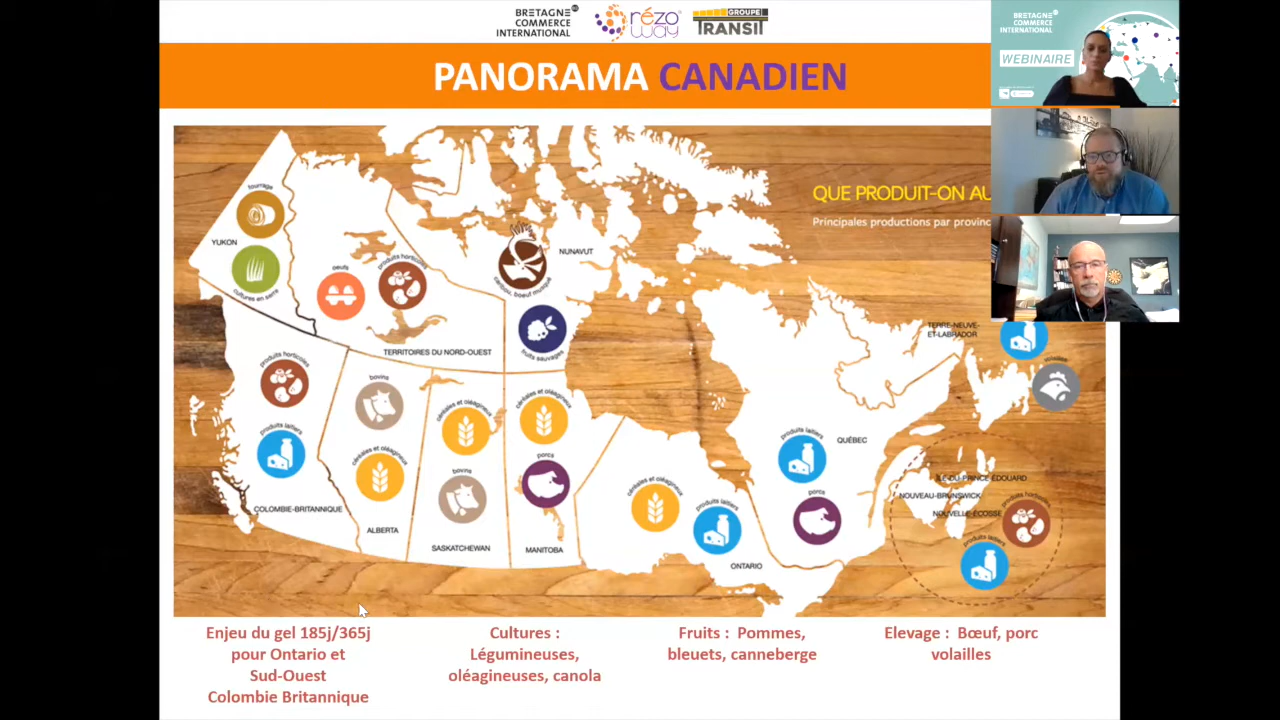 BRETAGNE
COMMERCE
INTERNATIONAL
rézo
way
GROUPE
TRANSIT
PANORAMA CANADIEN
BRETAGNE
COMMERCE
INTERNATIONAL
WEBINAIRE
QUE PRODUIT-ON AU
Principales productions par provinc
fourrage
YUKON
cultures en serre
oeufs
produits horticoles
TERRITOIRES DU NORD-OUEST
NUNAVUT
caribou, boeuf musqué
fruits sauvages
produits horticoles
produits laitiers
COLOMBIE-BRITANNIQUE
bovins
céréales et oléagineux
ALBERTA
céréales et oléagineux
bovins
SASKATCHEWAN
céréales et oléagineux
porcs
MANITOBA
céréales et oléagineux
produits laitiers
ONTARIO
produits laitiers
QUÉBEC
porcs
TERRE-NEUVE-
ET-LABRADOR
volailles
ÎLE-DU-PRINCE ÉDOUARD
NOUVEAU-BRUNSWICK
NOUVELLE-ÉCOSSE
produits horticoles
produits laitiers
Enjeu du gel 185j/365j
pour Ontario et
Sud-Ouest
Colombie Britannique
Cultures :
Légumineuses,
oléagineuses, canola
Fruits : Pommes,
bleuets, canneberge
Elevage : Bœuf, porc
volailles